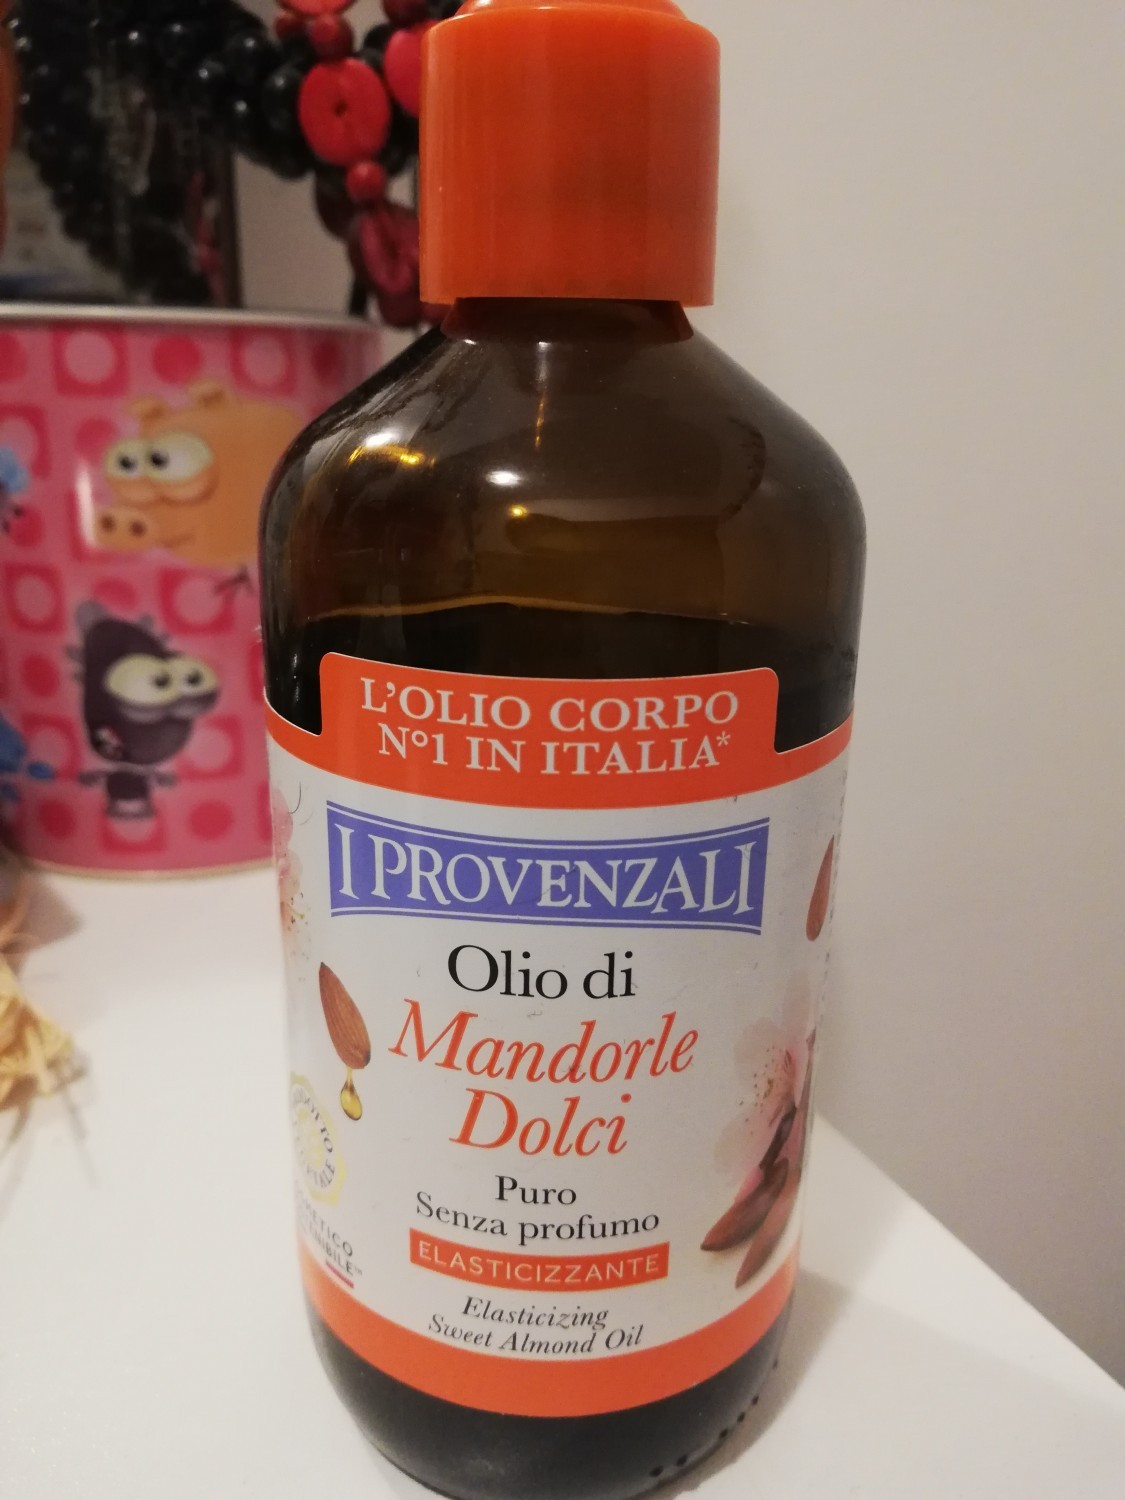 L'OLIO CORPO
N°1 IN ITALIA*
I PROVENZALI
Olio di
Mandorle
Dolci
Puro
Senza profumo
ELASTICIZZANTE
Elasticizing
Sweet Almond Oil